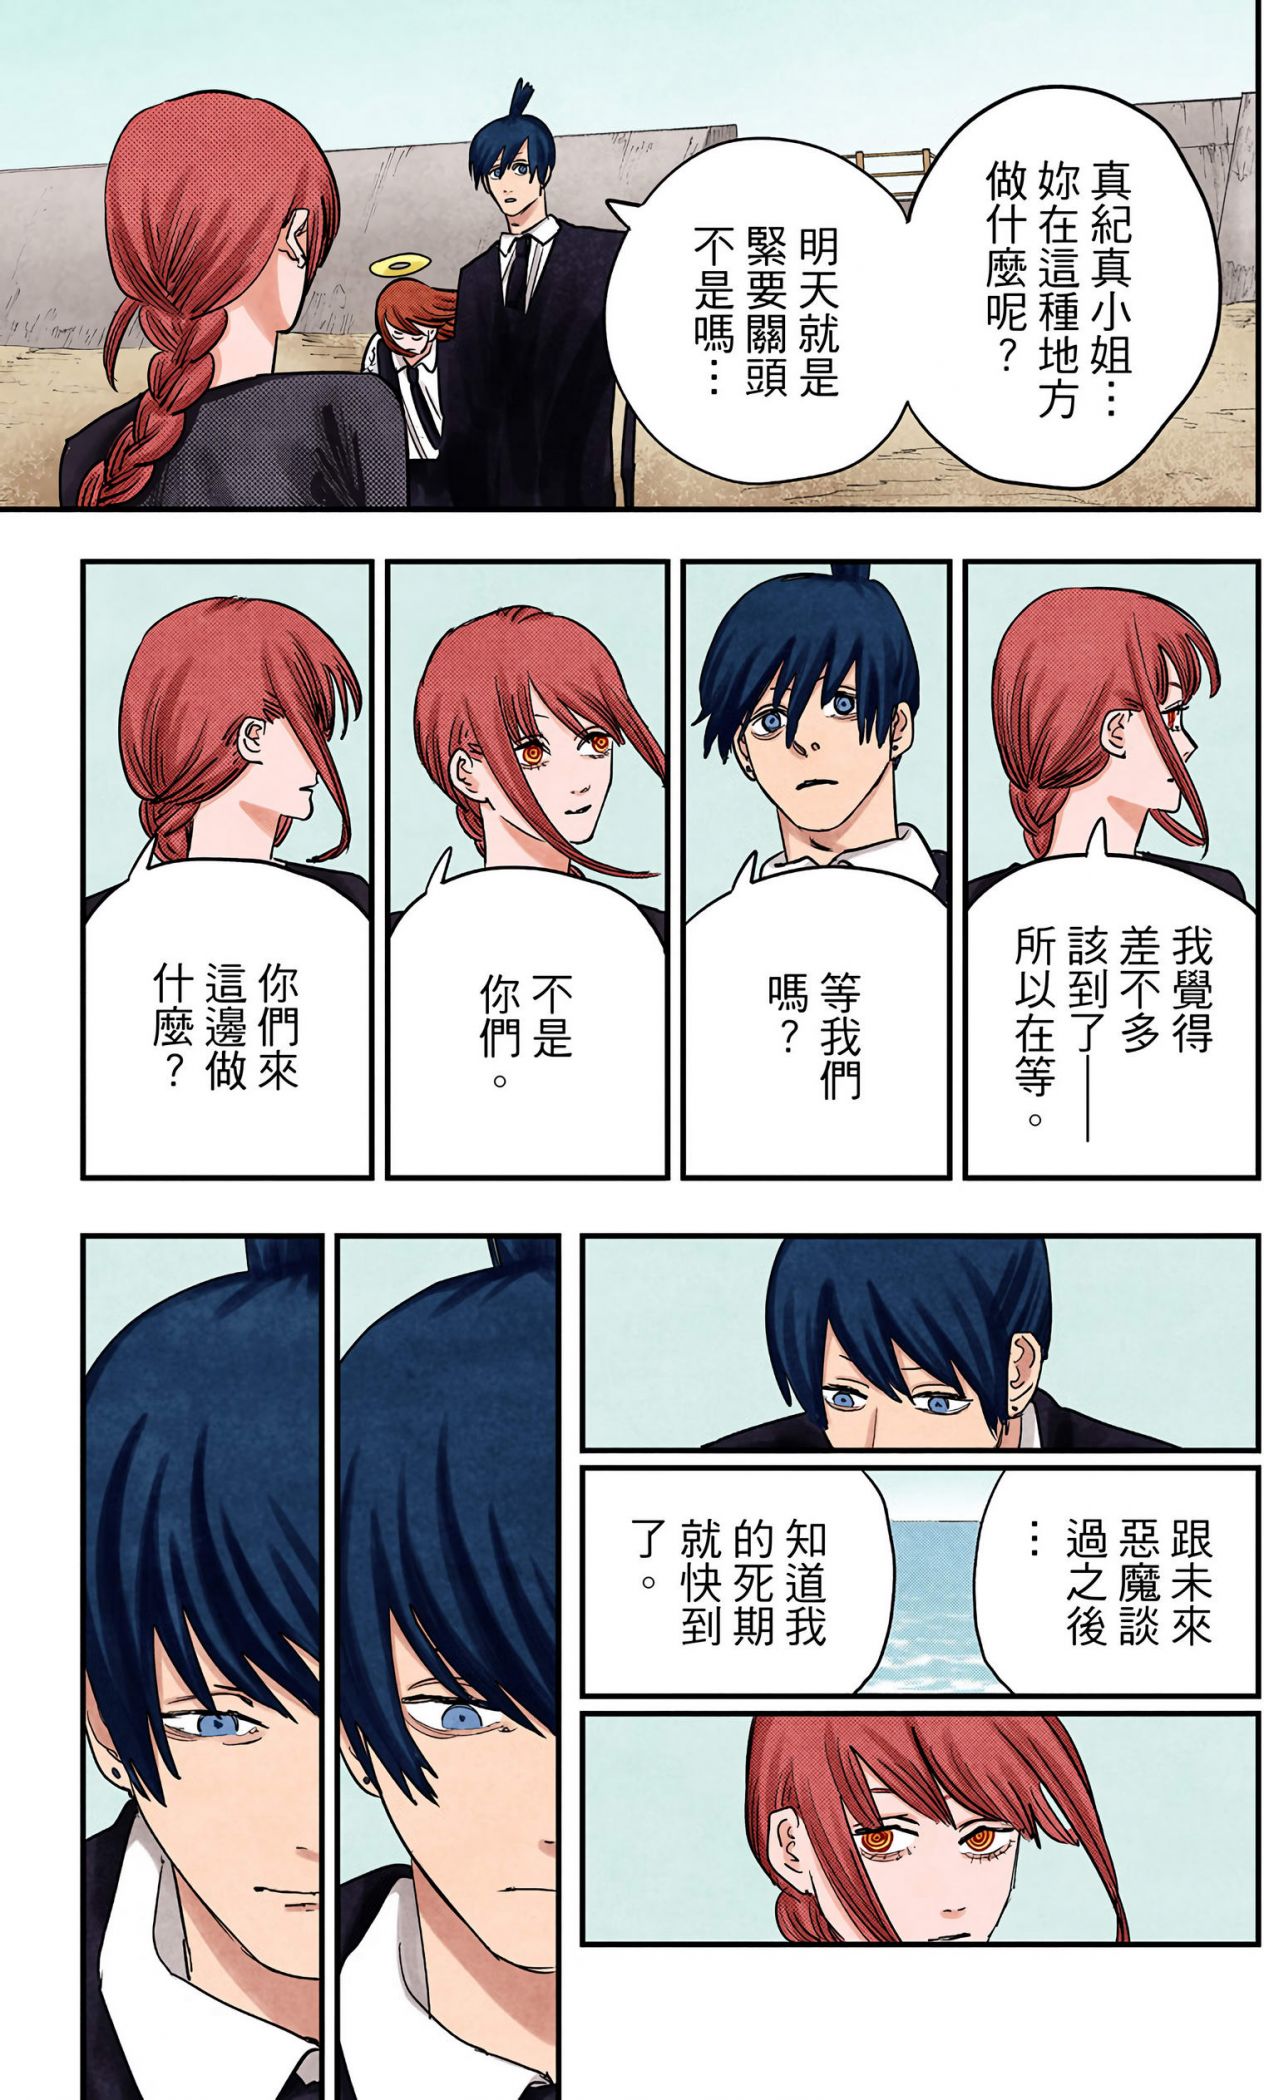 真紀真小姐…
妳在這種地方
做什麼呢？
明天就是
緊要關頭
不是嗎…
我覺得
差不多
該到了——
所以在等。
等我們
嗎？
不是
你們。
你們來
這邊做
什麼？
跟未來
惡魔談
過之後
…
知道我
的死期
就快到
了。